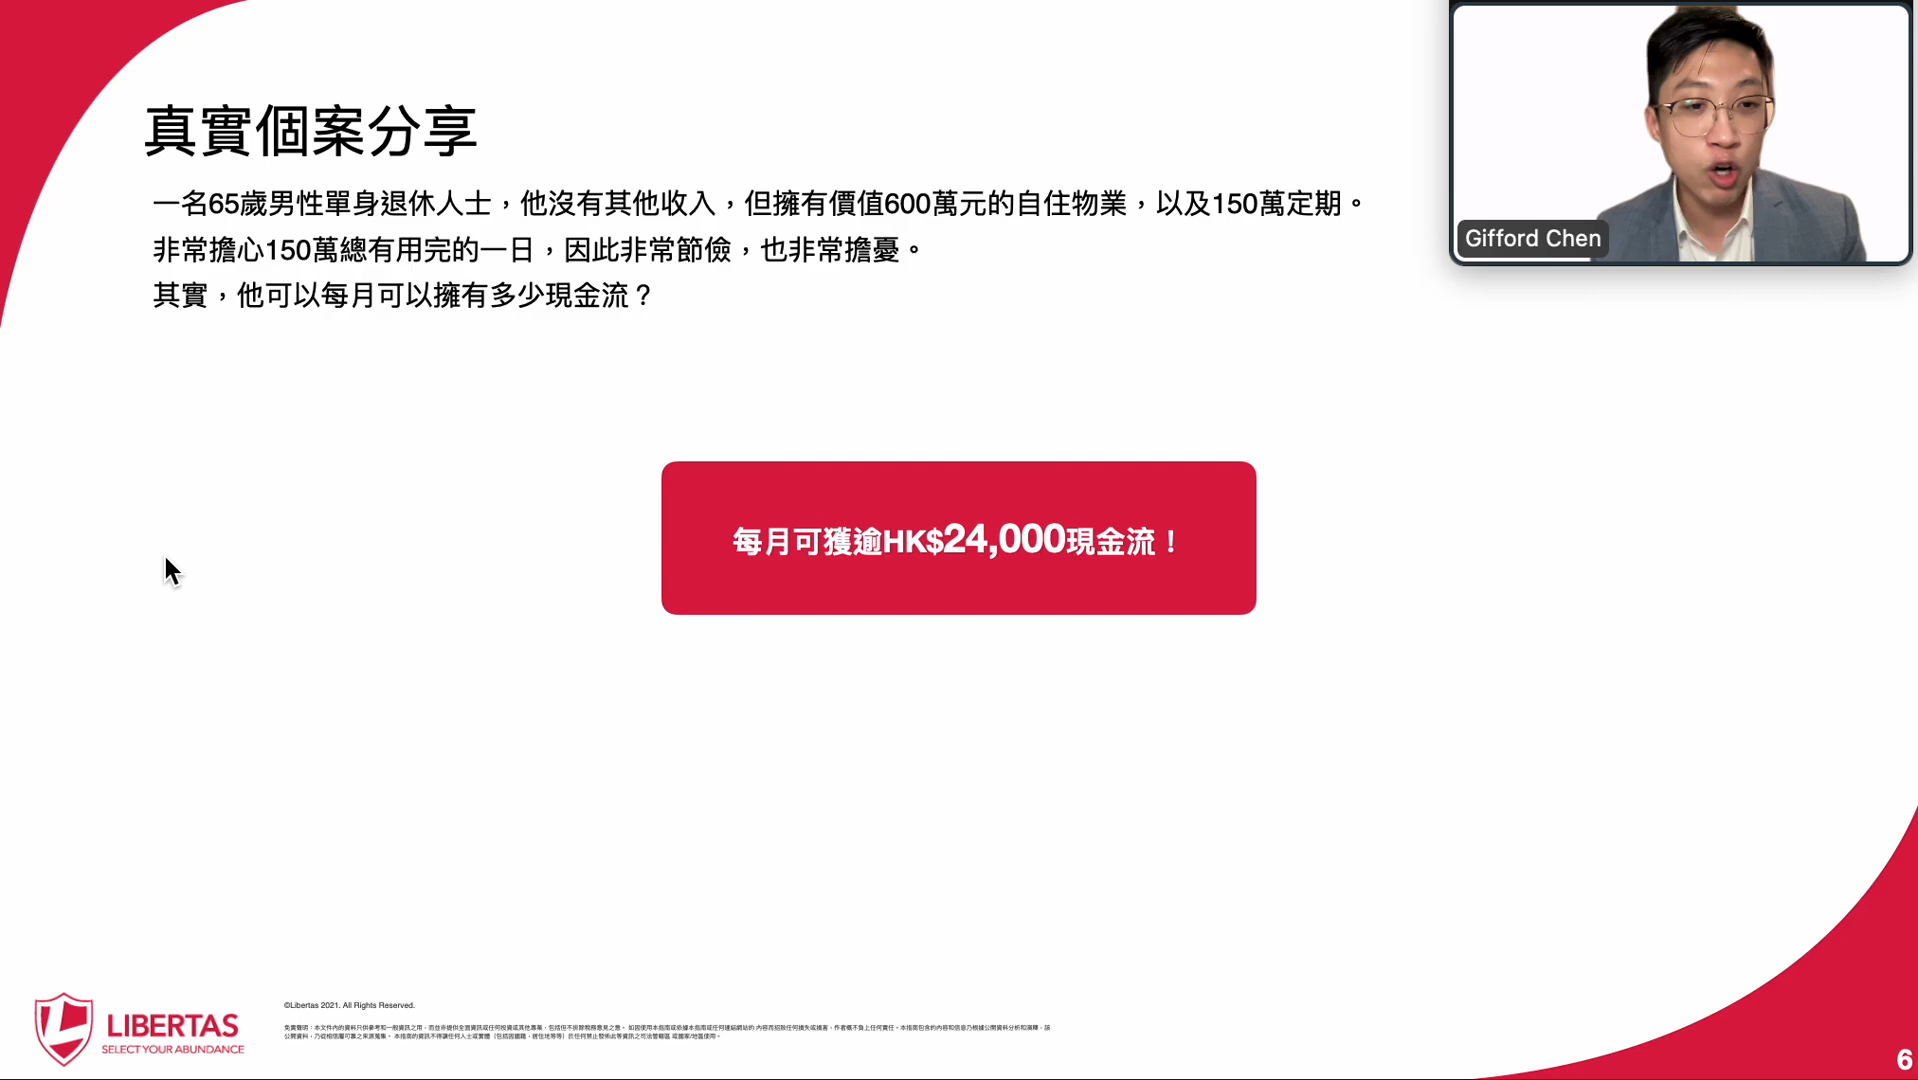 真實個案分享
一名65歲男性單身退休人士，他沒有其他收入，但擁有價值600萬元的自住物業，以及150萬定期。
非常擔心150萬總有用完的一日，因此非常節儉，也非常擔憂。
其實，他可以每月可以擁有多少現金流？
Gifford Chen
每月可獲逾HK$24,000現金流！
LIBERTAS
SELECT YOUR ABUNDANCE
©Libertas 2021. All Rights Reserved.
6